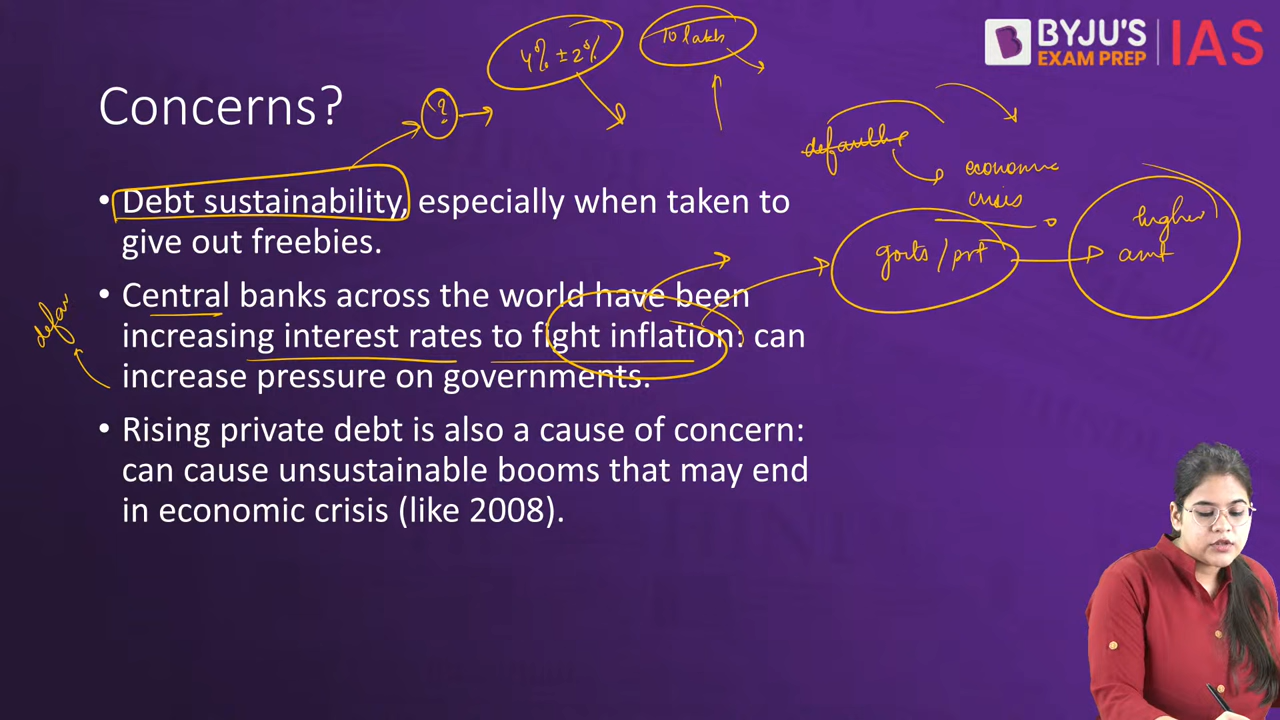 4% ± 2%
10 lakh
BYJU'S
EXAM PREP
IAS
Concerns?
?
economic
crisis
• Debt sustainability, especially when taken to
give out freebies.
higher
amt
govts / pvt
• Central banks across the world have been
increasing interest rates to fight inflation: can
increase pressure on governments.
• Rising private debt is also a cause of concern:
can cause unsustainable booms that may end
in economic crisis (like 2008).